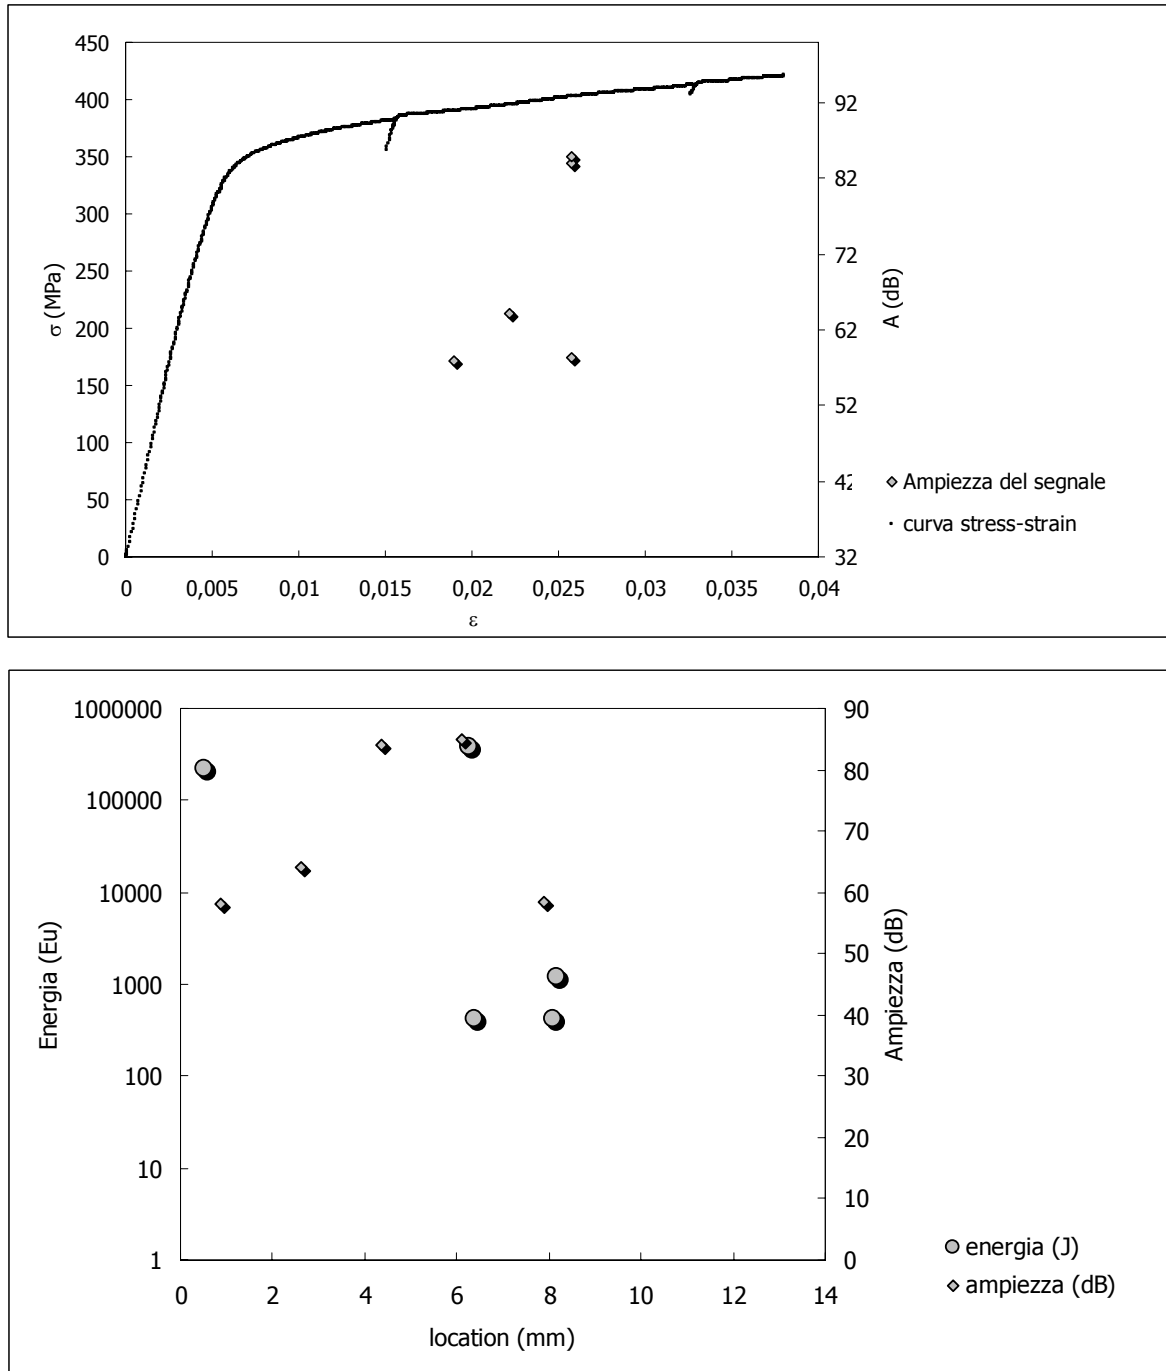 450
400
350
300
250
200
150
100
50
0
σ (MPa)
0 0,005 0,01 0,015 0,02 0,025 0,03 0,035 0,04
ε
92
82
72
62
52
42
32
A (dB)
Ampiezza del segnale
curva stress-strain
1000000
100000
10000
1000
100
10
1
Energia (Eu)
0 2 4 6 8 10 12 14
location (mm)
90
80
70
60
50
40
30
20
10
0
Ampiezza (dB)
energia (J)
ampiezza (dB)